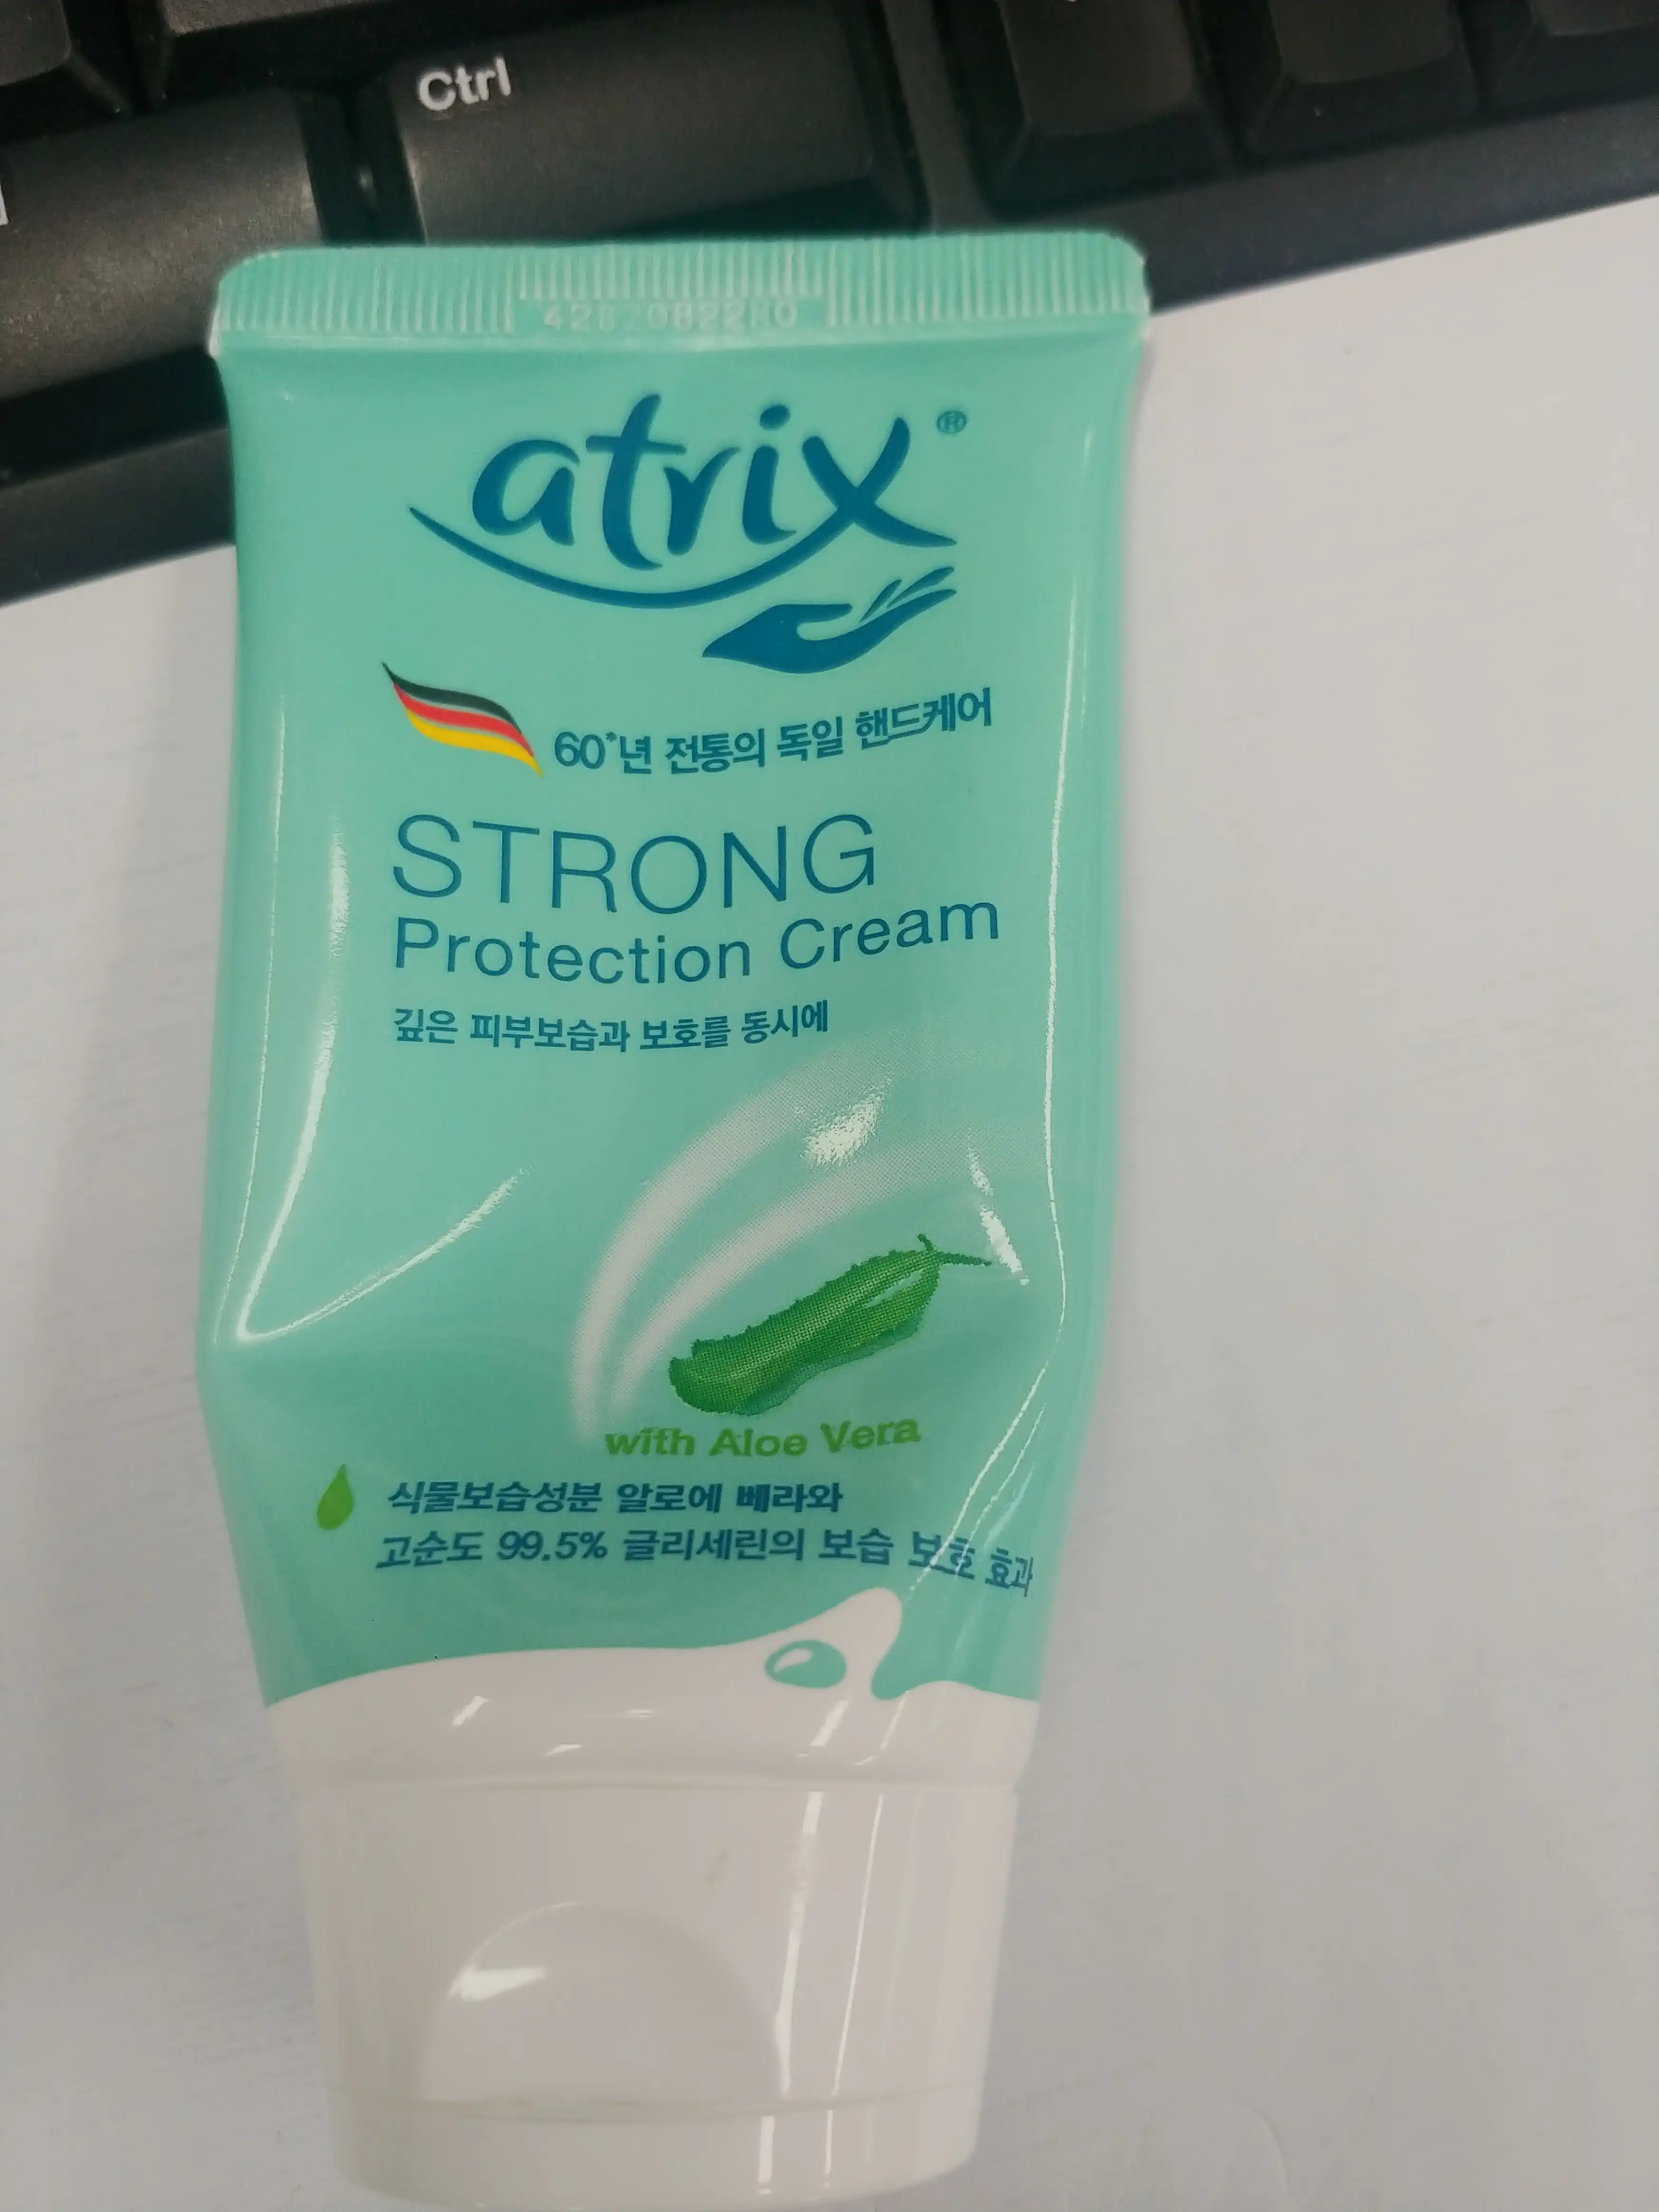 Ctrl
atrix®
60*년 전통의 독일 핸드케어
STRONG
Protection Cream
깊은 피부보습과 보호를 동시에
with Aloe Vera
식물보습성분 알로에 베라와
고순도 99.5% 글리세린의 보습 보호 효과